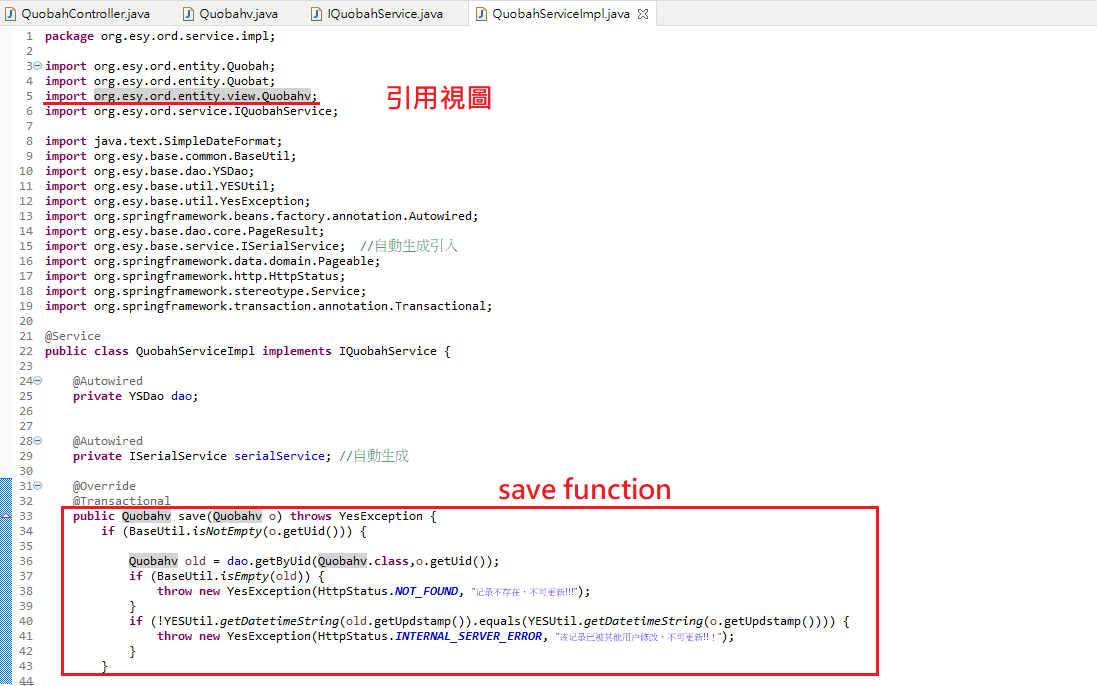 QuobahController.java Quobahv.java IQuobahService.java QuobahServiceImpl.java
1 package org.esy.ord.service.impl;
2
3 import org.esy.ord.entity.Quobah;
4 import org.esy.ord.entity.Quobat;
5 import org.esy.ord.entity.view.Quobahv; 引用視圖
6 import org.esy.ord.service.IQuobahService;
7
8 import java.text.SimpleDateFormat;
9 import org.esy.base.common.BaseUtil;
10 import org.esy.base.dao.YSDao;
11 import org.esy.base.util.YESUtil;
12 import org.esy.base.util.YesException;
13 import org.springframework.beans.factory.annotation.Autowired;
14 import org.esy.base.dao.core.PageResult;
15 import org.esy.base.service.ISerialService;  //自動生成引入
16 import org.springframework.data.domain.Pageable;
17 import org.springframework.http.HttpStatus;
18 import org.springframework.stereotype.Service;
19 import org.springframework.transaction.annotation.Transactional;
20
21 @Service
22 public class QuobahServiceImpl implements IQuobahService {
23
24     @Autowired
25     private YSDao dao;
26
27
28     @Autowired
29     private ISerialService serialService; //自動生成
30
31     @Override
save function
32     @Transactional
33     public Quobahv save(Quobahv o) throws YesException {
34         if (BaseUtil.isNotEmpty(o.getUid())) {
35
36             Quobahv old = dao.getByUid(Quobahv.class,o.getUid());
37             if (BaseUtil.isEmpty(old)) {
38                 throw new YesException(HttpStatus.NOT_FOUND, "记录不存在，不可更新!!!");
39             }
40             if (!YESUtil.getDatetimeString(old.getUpdstamp()).equals(YESUtil.getDatetimeString(o.getUpdstamp()))) {
41                 throw new YesException(HttpStatus.INTERNAL_SERVER_ERROR, "该记录已被其他用户修改，不可更新!!！");
42             }
43         }
44